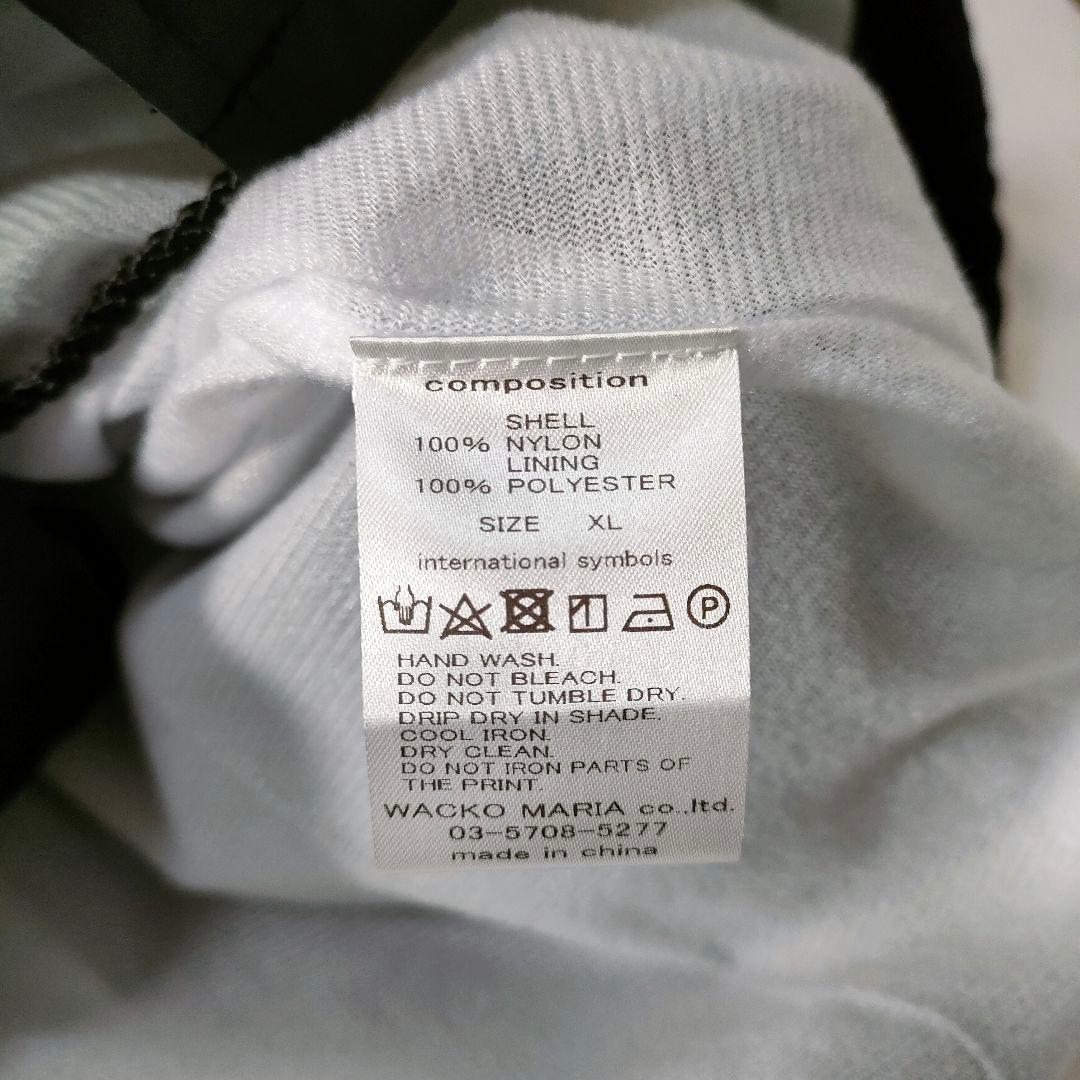 composition
SHELL
100% NYLON
LINING
100% POLYESTER
SIZE XL
international symbols
P
HAND WASH.
DO NOT BLEACH.
DO NOT TUMBLE DRY.
DRIP DRY IN SHADE.
COOL IRON.
DRY CLEAN.
DO NOT IRON PARTS OF
THE PRINT.
WACKO MARIA co.,ltd.
03-5708-5277
made in china